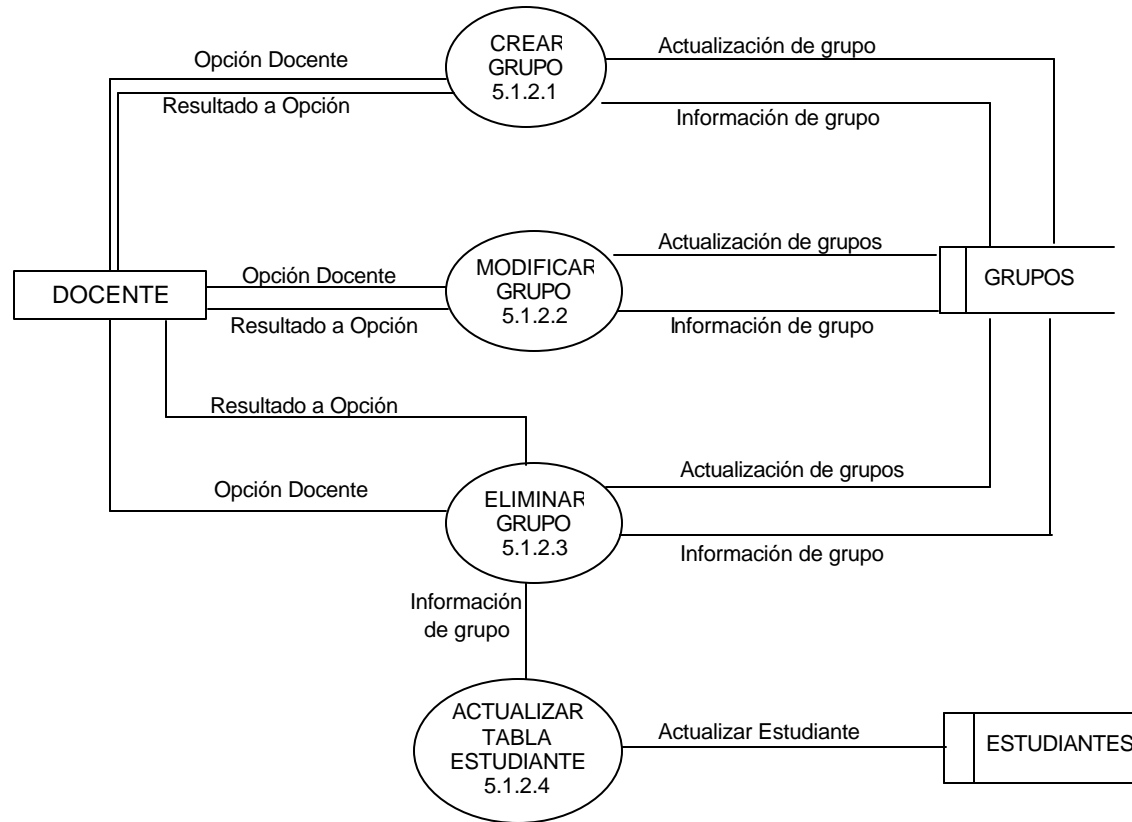 CREAR
GRUPO
5.1.2.1
Opción Docente
Resultado a Opción
Actualización de grupo
Información de grupo
DOCENTE
Opción Docente
Resultado a Opción
MODIFICAR
GRUPO
5.1.2.2
Actualización de grupos
Información de grupo
GRUPOS
Resultado a Opción
Opción Docente
ELIMINAR
GRUPO
5.1.2.3
Actualización de grupos
Información de grupo
Información
de grupo
ACTUALIZAR
TABLA
ESTUDIANTE
5.1.2.4
Actualizar Estudiante
ESTUDIANTES